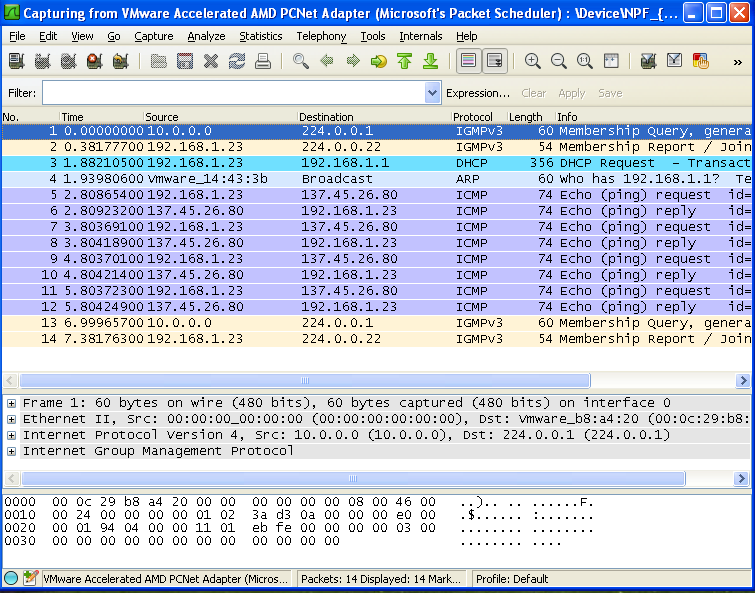 Capturing from VMware Accelerated AMD PCNet Adapter (Microsoft's Packet Scheduler) : \Device\NPF_{...
File Edit View Go Capture Analyze Statistics Telephony Tools Internals Help
Filter: Expression... Clear Apply Save
No. Time Source Destination Protocol Length Info
1 0.00000000 10.0.0.0 224.0.0.1 IGMPv3 60 Membership Query, genera
2 0.38177700 192.168.1.23 224.0.0.22 IGMPv3 54 Membership Report / Join
3 1.88210500 192.168.1.23 192.168.1.1 DHCP 356 DHCP Request - Transact
4 1.93980600 Vmware_14:43:3b Broadcast ARP 60 Who has 192.168.1.1? Te
5 2.80865400 192.168.1.23 137.45.26.80 ICMP 74 Echo (ping) request id=
6 2.80923200 137.45.26.80 192.168.1.23 ICMP 74 Echo (ping) reply id=
7 3.80369100 192.168.1.23 137.45.26.80 ICMP 74 Echo (ping) request id=
8 3.80418900 137.45.26.80 192.168.1.23 ICMP 74 Echo (ping) reply id=
9 4.80370100 192.168.1.23 137.45.26.80 ICMP 74 Echo (ping) request id=
10 4.80421400 137.45.26.80 192.168.1.23 ICMP 74 Echo (ping) reply id=
11 5.80372300 192.168.1.23 137.45.26.80 ICMP 74 Echo (ping) request id=
12 5.80424900 137.45.26.80 192.168.1.23 ICMP 74 Echo (ping) reply id=
13 6.99965700 10.0.0.0 224.0.0.1 IGMPv3 60 Membership Query, genera
14 7.38176300 192.168.1.23 224.0.0.22 IGMPv3 54 Membership Report / Join
Frame 1: 60 bytes on wire (480 bits), 60 bytes captured (480 bits) on interface 0
Ethernet II, Src: 00:00:00_00:00:00 (00:00:00:00:00:00), Dst: Vmware_b8:a4:20 (00:0c:29:b8:
Internet Protocol Version 4, Src: 10.0.0.0 (10.0.0.0), Dst: 224.0.0.1 (224.0.0.1)
Internet Group Management Protocol
0000 00 0c 29 b8 a4 20 00 00 00 00 00 00 08 00 46 00 ..).. .. ......F.
0010 00 24 00 00 00 00 01 02 3a d3 0a 00 00 00 e0 00 .$...... :.......
0020 00 01 94 04 00 00 11 01 eb fe 00 00 00 00 03 00 ........ ........
0030 00 00 00 00 00 00 00 00 00 00 00 00 ........ ....
VMware Accelerated AMD PCNet Adapter (Micros... Packets: 14 Displayed: 14 Mark... Profile: Default